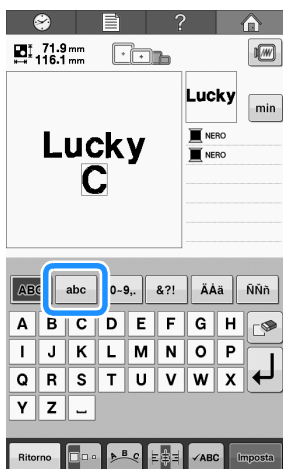 ?
71.9 mm
116.1 mm
Lucky
min
NERO
NERO
Lucky
C
ABC abc 0~9,. &?! ÄÅä ÑÑñ
A B C D E F G H
I J K L M N O P
Q R S T U V W X
Y Z
Ritorno A B C ✓ABC Imposta